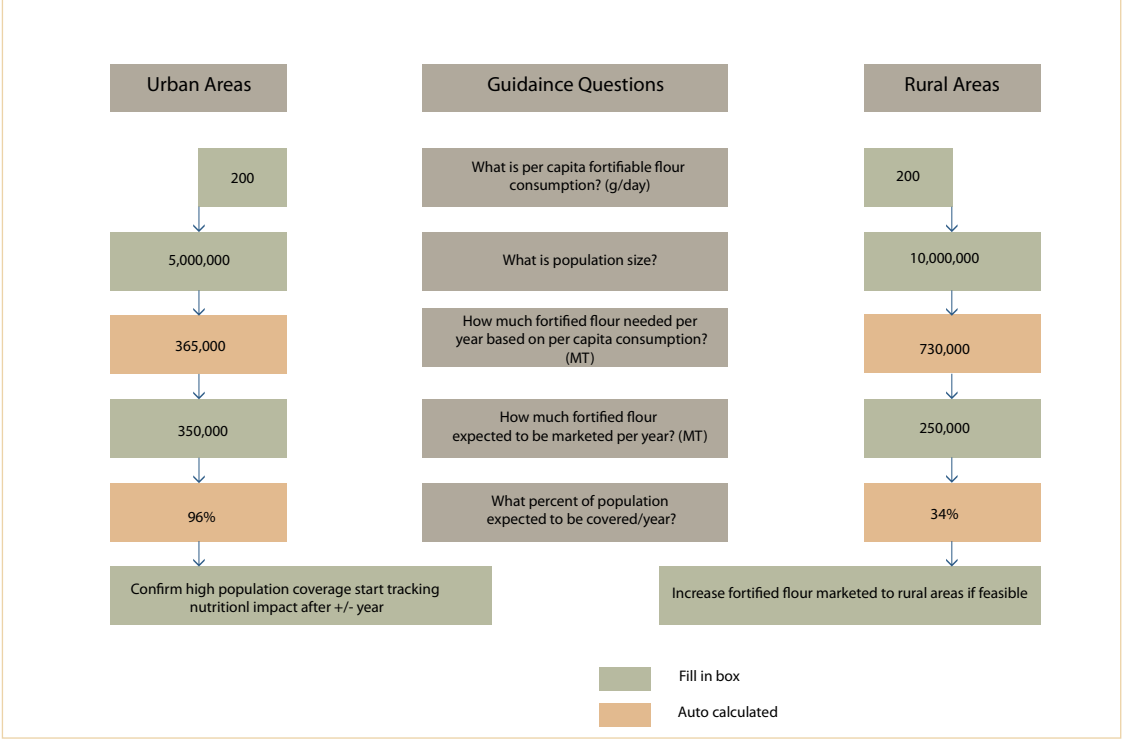 Urban Areas
Guidaince Questions
Rural Areas
200
What is per capita fortifiable flour
consumption? (g/day)
200
5,000,000
What is population size?
10,000,000
365,000
How much fortified flour needed per
year based on per capita consumption?
(MT)
730,000
350,000
How much fortified flour
expected to be marketed per year? (MT)
250,000
96%
What percent of population
expected to be covered/year?
34%
Confirm high population coverage start tracking
nutritionl impact after +/- year
Increase fortified flour marketed to rural areas if feasible
Fill in box
Auto calculated